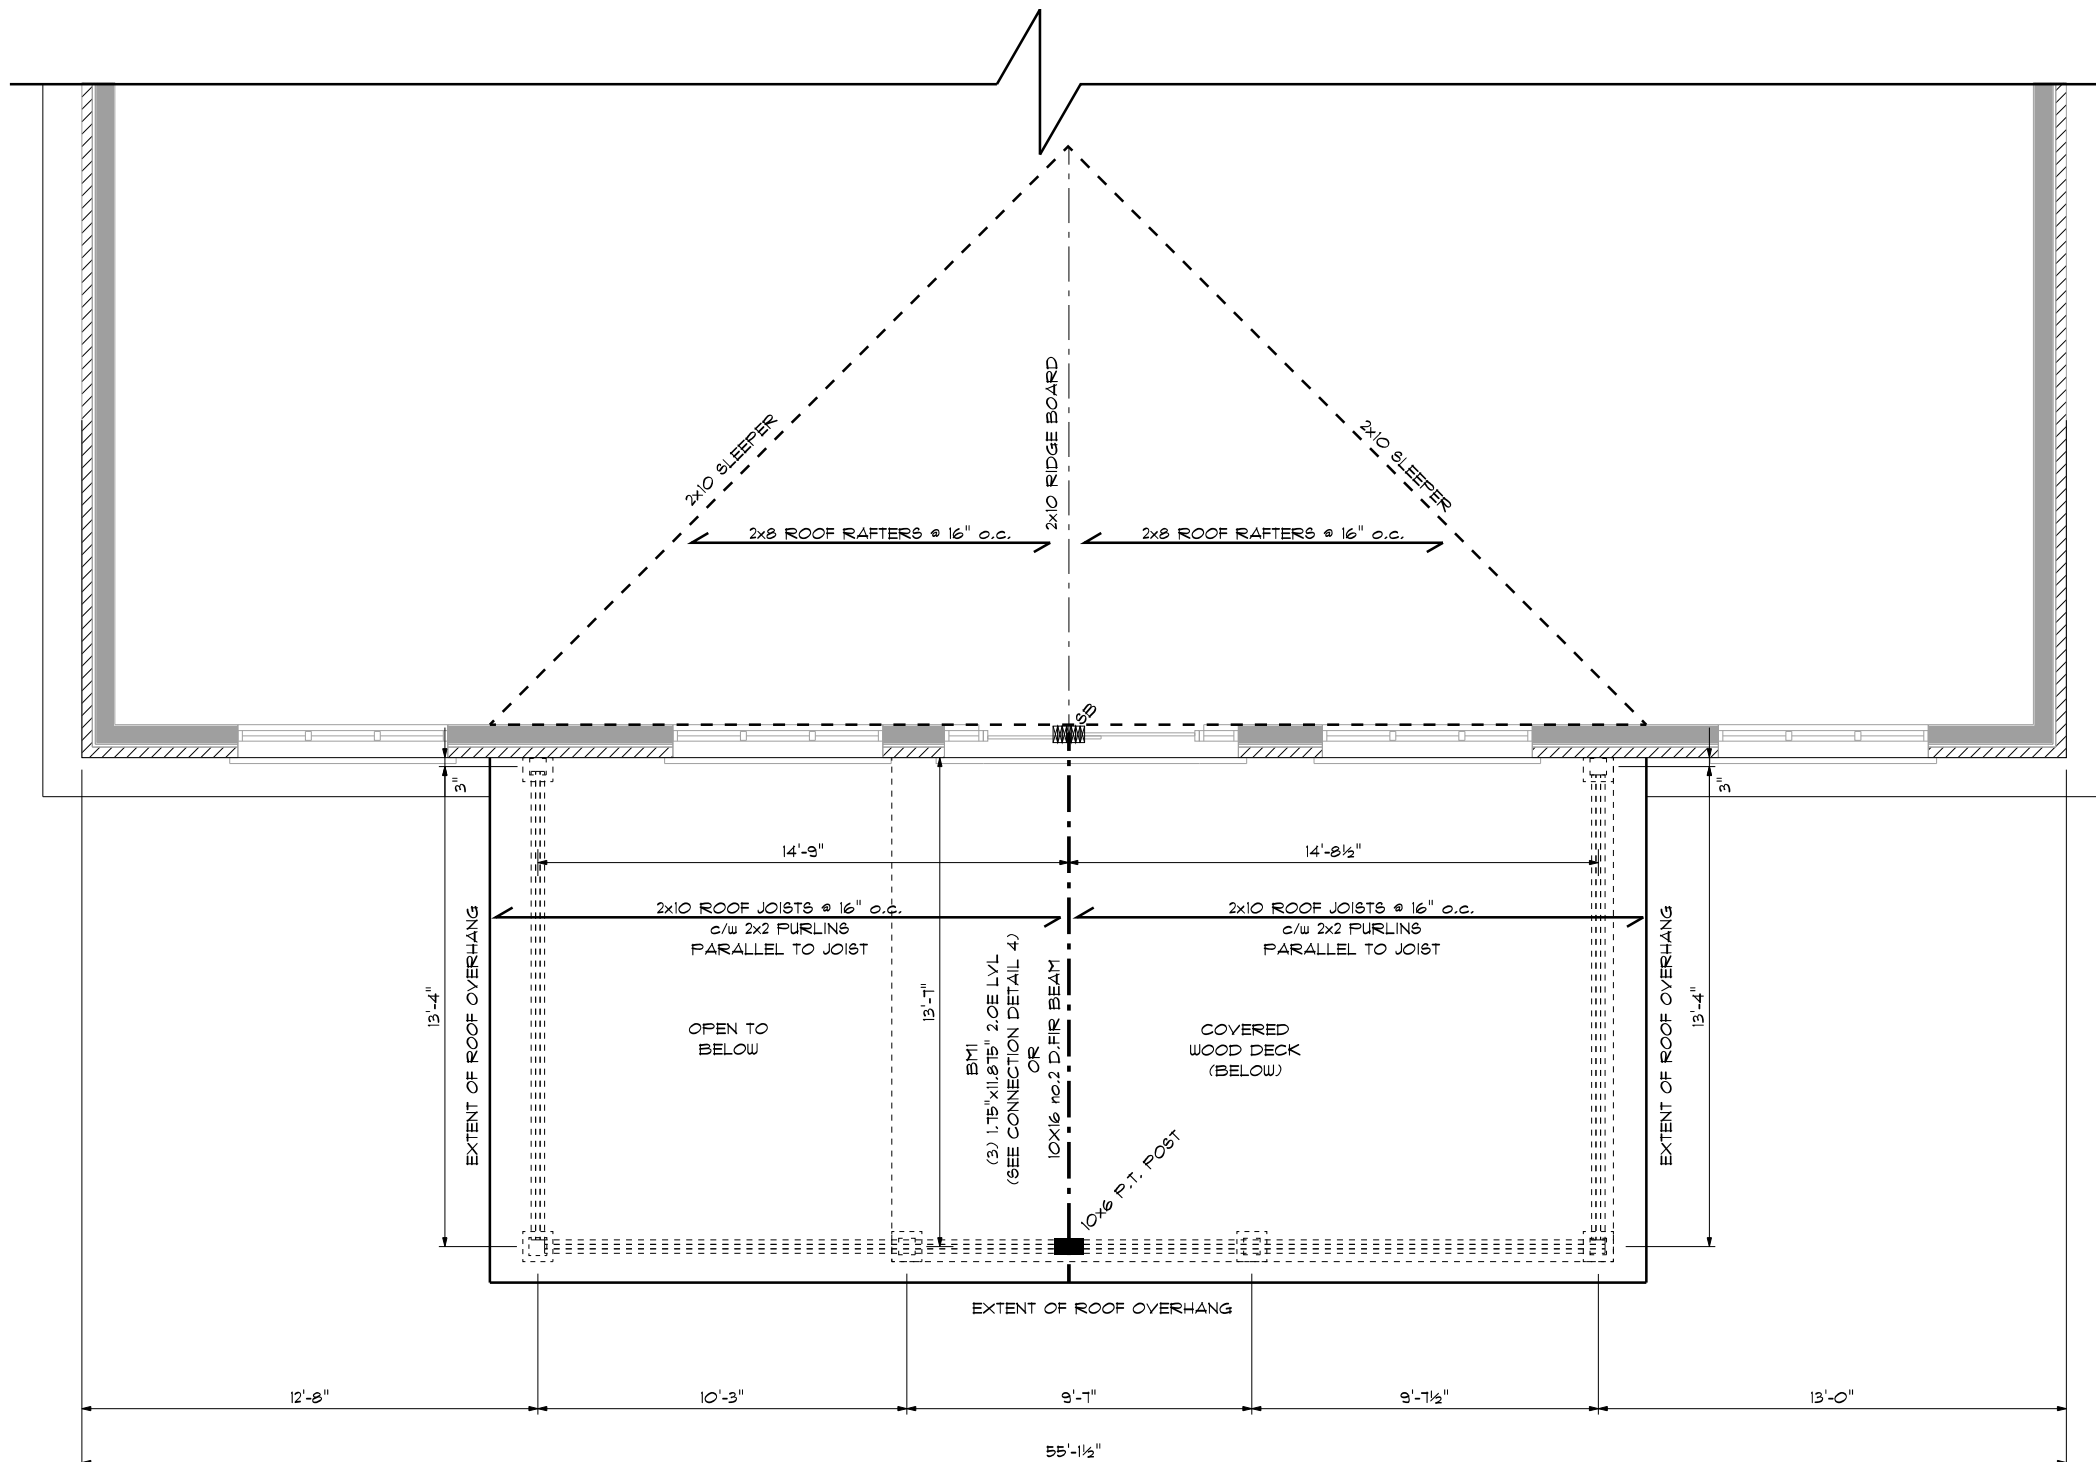 2x10 SLEEPER
2x10 RIDGE BOARD
2x10 SLEEPER
2x8 ROOF RAFTERS @ 16" o.c.
2x8 ROOF RAFTERS @ 16" o.c.
SB
3"
3"
14'-9"
14'-8½"
2x10 ROOF JOISTS @ 16" o.c.
c/w 2x2 PURLINS
PARALLEL TO JOIST
2x10 ROOF JOISTS @ 16" o.c.
c/w 2x2 PURLINS
PARALLEL TO JOIST
13'-4"
EXTENT OF ROOF OVERHANG
OPEN TO
BELOW
13'-7"
BM1
(3) 1.75"x11.875" 2.0E LVL
(SEE CONNECTION DETAIL 4)
OR
10X16 no.2 D.FIR BEAM
COVERED
WOOD DECK
(BELOW)
EXTENT OF ROOF OVERHANG
13'-4"
10x6 P.T. POST
EXTENT OF ROOF OVERHANG
12'-8"
10'-3"
9'-7"
9'-7½"
13'-0"
55'-1½"